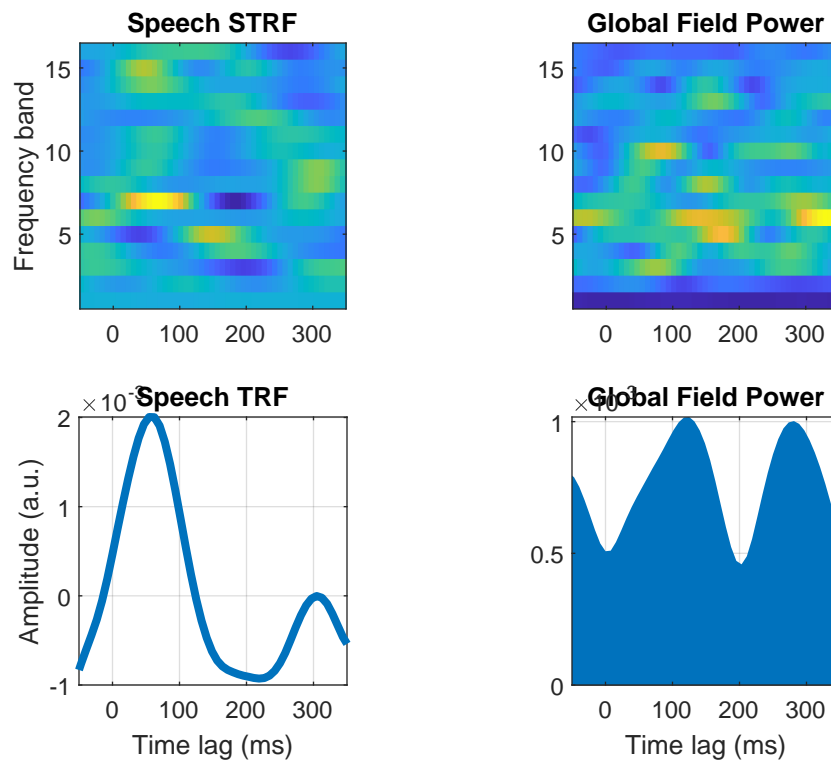 Speech STRF
Frequency band
15
10
5
0 100 200 300
Global Field Power
15
10
5
0 100 200 300
Speech TRF
×10-3
Amplitude (a.u.)
2
1
0
-1
0 100 200 300
Time lag (ms)
Global Field Power
×10-3
1
0.5
0
0 100 200 300
Time lag (ms)